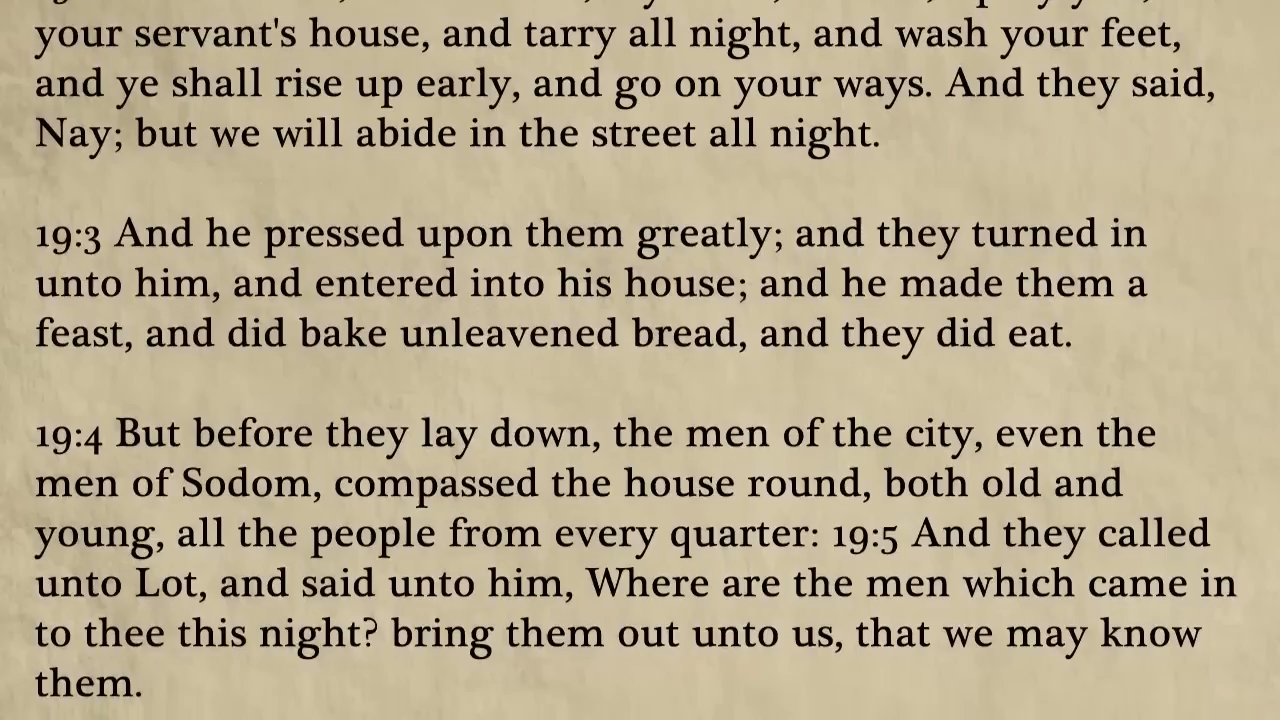 your servant's house, and tarry all night, and wash your feet,
and ye shall rise up early, and go on your ways. And they said,
Nay; but we will abide in the street all night.
19:3 And he pressed upon them greatly; and they turned in
unto him, and entered into his house; and he made them a
feast, and did bake unleavened bread, and they did eat.
19:4 But before they lay down, the men of the city, even the
men of Sodom, compassed the house round, both old and
young, all the people from every quarter: 19:5 And they called
unto Lot, and said unto him, Where are the men which came in
to thee this night? bring them out unto us, that we may know
them.